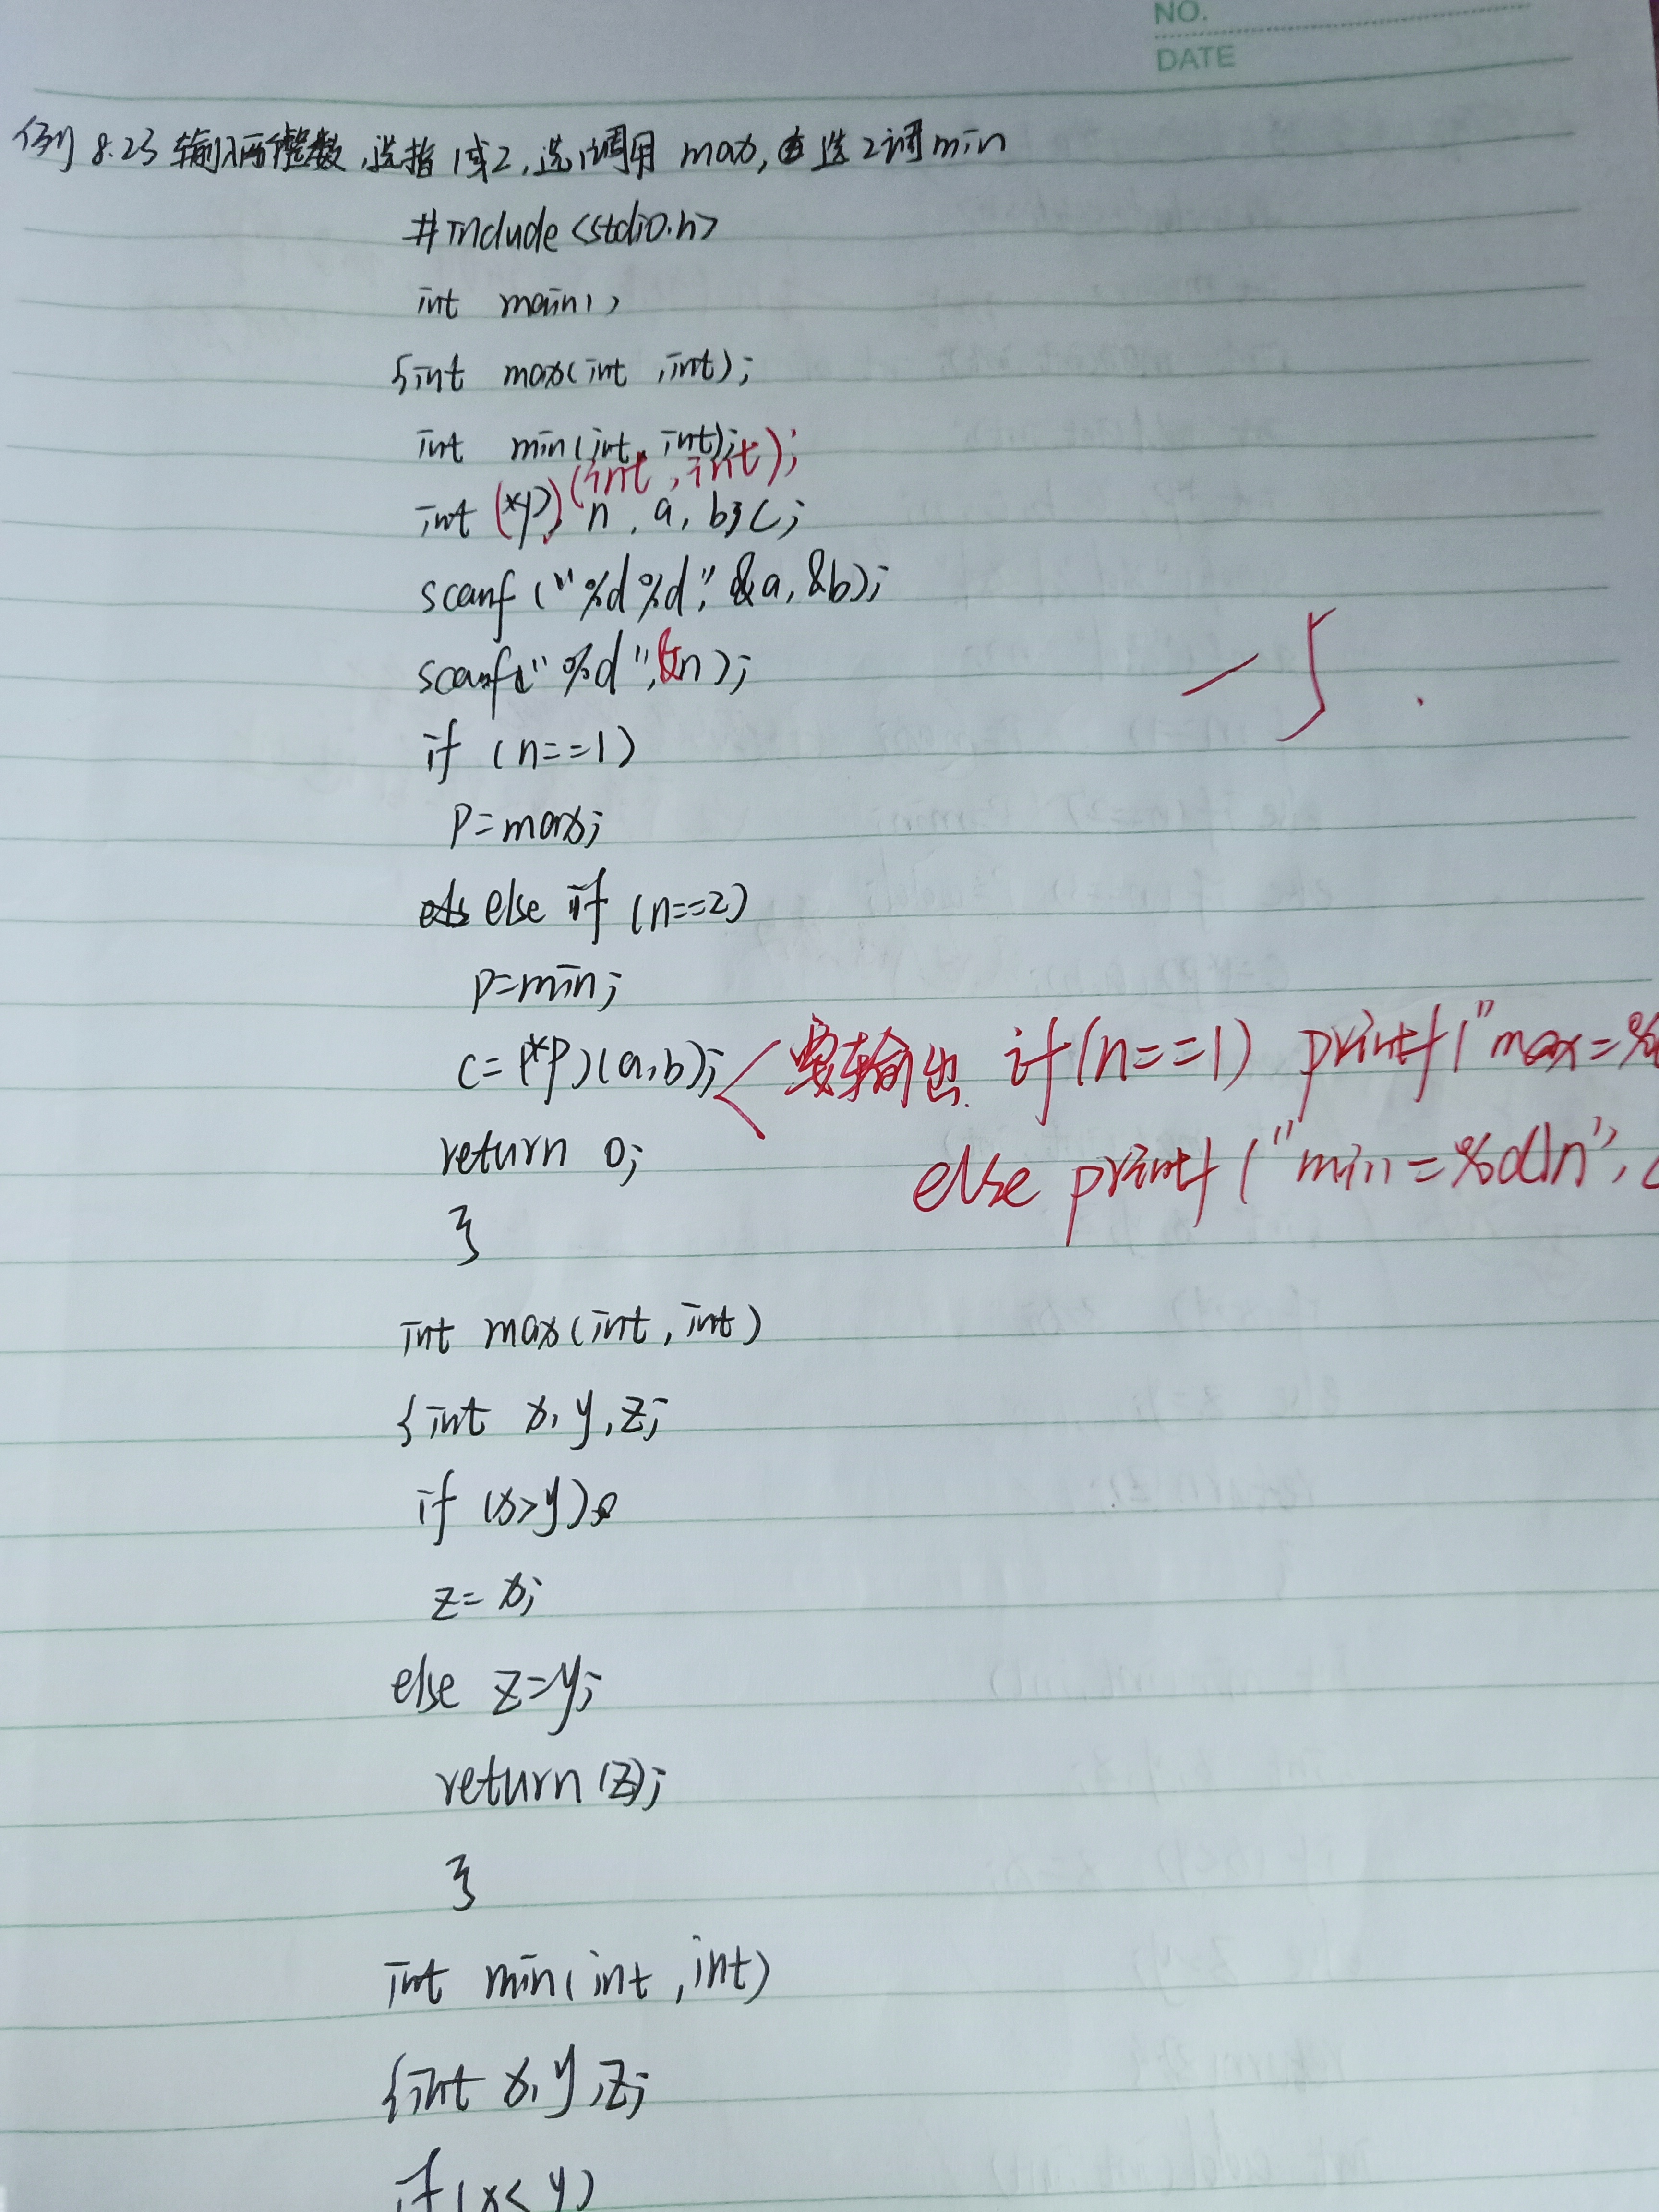 NO.
DATE
例 8.23 输入两个整数,选择 1或2,选1调用 max,选2调min
#include <stdio.h>
int main()
{int max(int ,int);
int min(int, int);
(int ,int);
int (*p), n, a, b, c;
scanf ("%d%d", &a, &b);
scanf("%d",&n);
if (n==1)
P=max;
else if (n==2)
P=min;
c=(*p)(a,b); 要输出 if(n==1) printf("max=%
return 0; else printf("min=%d\n",c
}
int max(int,int)
{int x,y,z;
if (x>y)
z=x;
else z=y;
return(z);
}
int min(int,int)
{int x,y,z;
if(x<y)